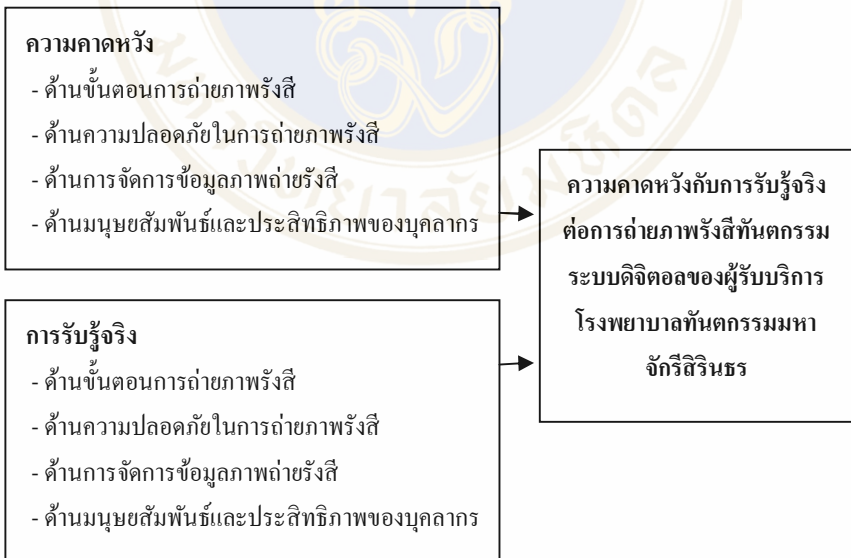 ความคาดหวัง
- ด้านขั้นตอนการถ่ายภาพรังสี
- ด้านความปลอดภัยในการถ่ายภาพรังสี
- ด้านการจัดการข้อมูลภาพถ่ายรังสี
- ด้านมนุษยสัมพันธ์และประสิทธิภาพของบุคลากร
การรับรู้จริง
- ด้านขั้นตอนการถ่ายภาพรังสี
- ด้านความปลอดภัยในการถ่ายภาพรังสี
- ด้านการจัดการข้อมูลภาพถ่ายรังสี
- ด้านมนุษยสัมพันธ์และประสิทธิภาพของบุคลากร
ความคาดหวังกับการรับรู้จริง
ต่อการถ่ายภาพรังสีทันตกรรม
ระบบดิจิตอลของผู้รับบริการ
โรงพยาบาลทันตกรรมมหา
จักรีสิรินธร
มหาวิทยาลัยมหิดล